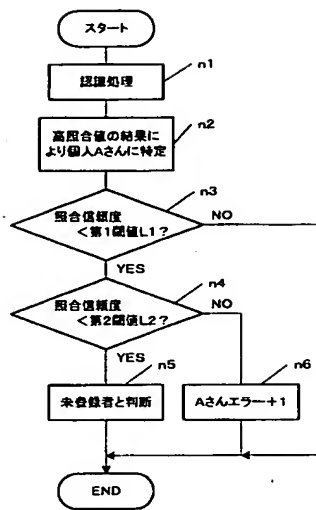 スタート
n1
認識処理
n2
高照合値の結果に
より個人Aさんに特定
n3
照合信頼度
<第1閾値L1?
NO
YES
n4
照合信頼度
<第2閾値L2?
NO
YES
n5
未登録者と判断
n6
Aさんエラー+1
END